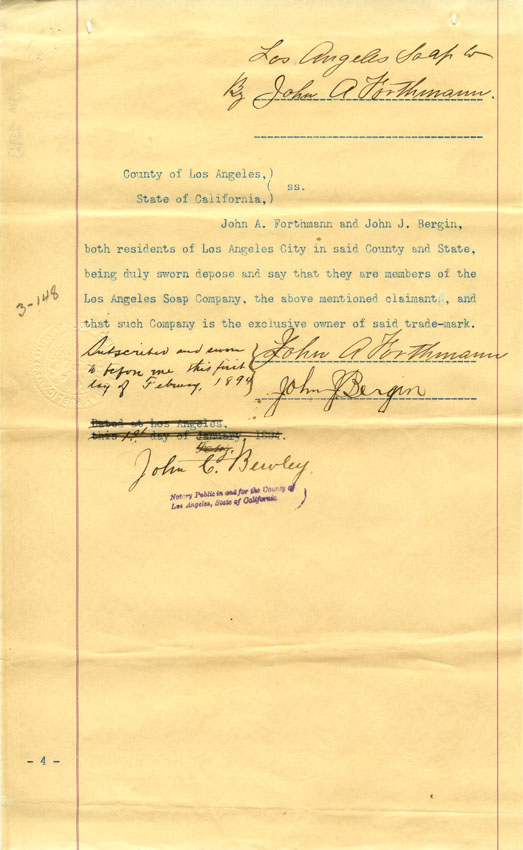 Los Angeles Soap Co
By John A Forthmann.
County of Los Angeles,)
( ss.
State of California,)
John A. Forthmann and John J. Bergin,
both residents of Los Angeles City in said County and State,
being duly sworn depose and say that they are members of the
Los Angeles Soap Company, the above mentioned claimant, and
that such Company is the exclusive owner of said trade-mark.
3-148
Subscribed and sworn
to before me this first
day of February, 1894
John A Forthmann
John J Bergin
Dated at Los Angeles,
this 1st day of January, 1894.
Feby.
John C. Bewley.
Notary Public in and for the County of
Los Angeles, State of California
- 4 -